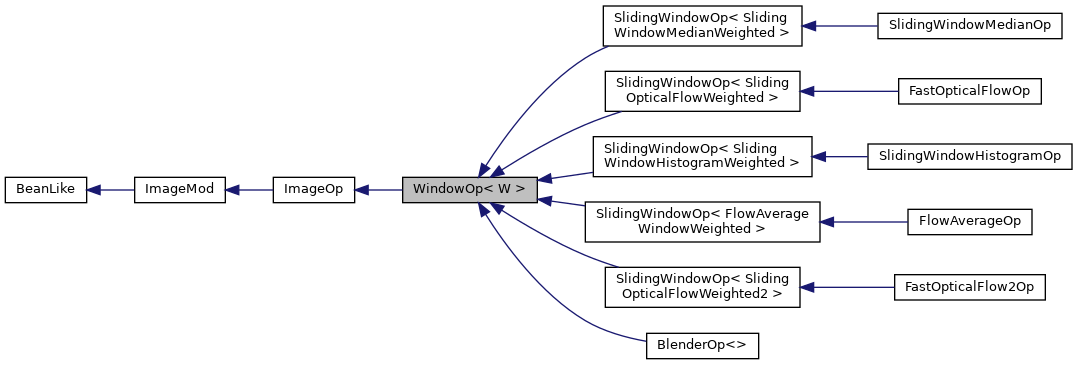 BeanLike
ImageMod
ImageOp
WindowOp< W >
SlidingWindowOp< Sliding
WindowMedianWeighted >
SlidingWindowMedianOp
SlidingWindowOp< Sliding
OpticalFlowWeighted >
FastOpticalFlowOp
SlidingWindowOp< Sliding
WindowHistogramWeighted >
SlidingWindowHistogramOp
SlidingWindowOp< FlowAverage
WindowWeighted >
FlowAverageOp
SlidingWindowOp< Sliding
OpticalFlowWeighted2 >
FastOpticalFlow2Op
BlenderOp<>